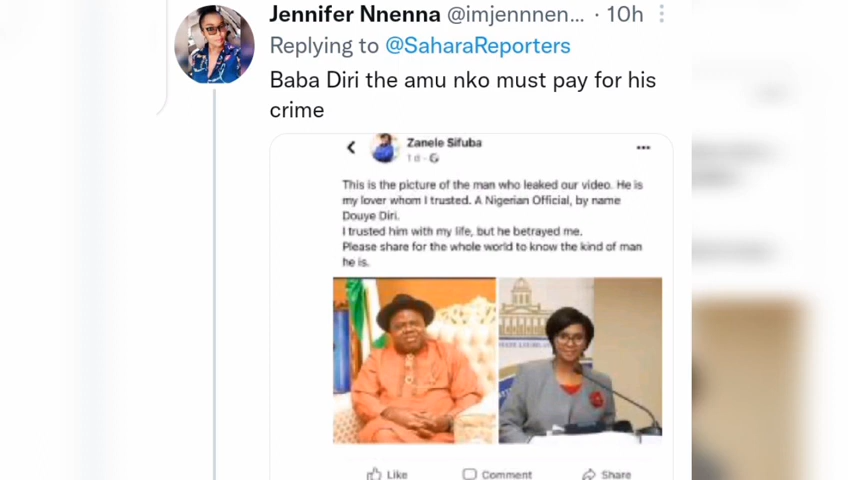 Jennifer Nnenna @imjennnen... · 10h
Replying to @SaharaReporters
Baba Diri the amu nko must pay for his
crime
Zanele Sifuba
1 d ·
This is the picture of the man who leaked our video. He is
my lover whom I trusted. A Nigerian Official, by name
Douye Diri.
I trusted him with my life, but he betrayed me.
Please share for the whole world to know the kind of man
he is.
Like Comment Share